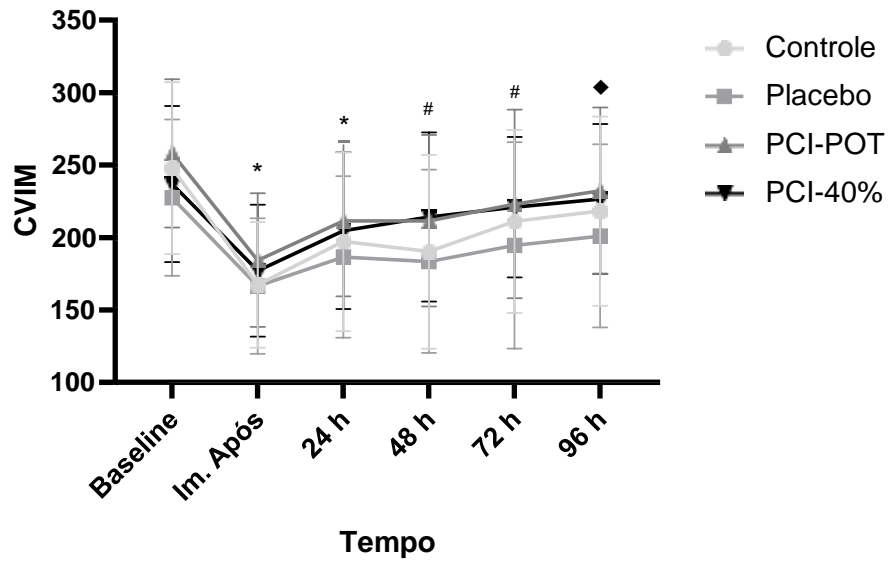 350
300
250
200
150
100
CVIM
*
*
#
#
◆
Baseline
Im. Após
24 h
48 h
72 h
96 h
Tempo
Controle
Placebo
PCI-POT
PCI-40%